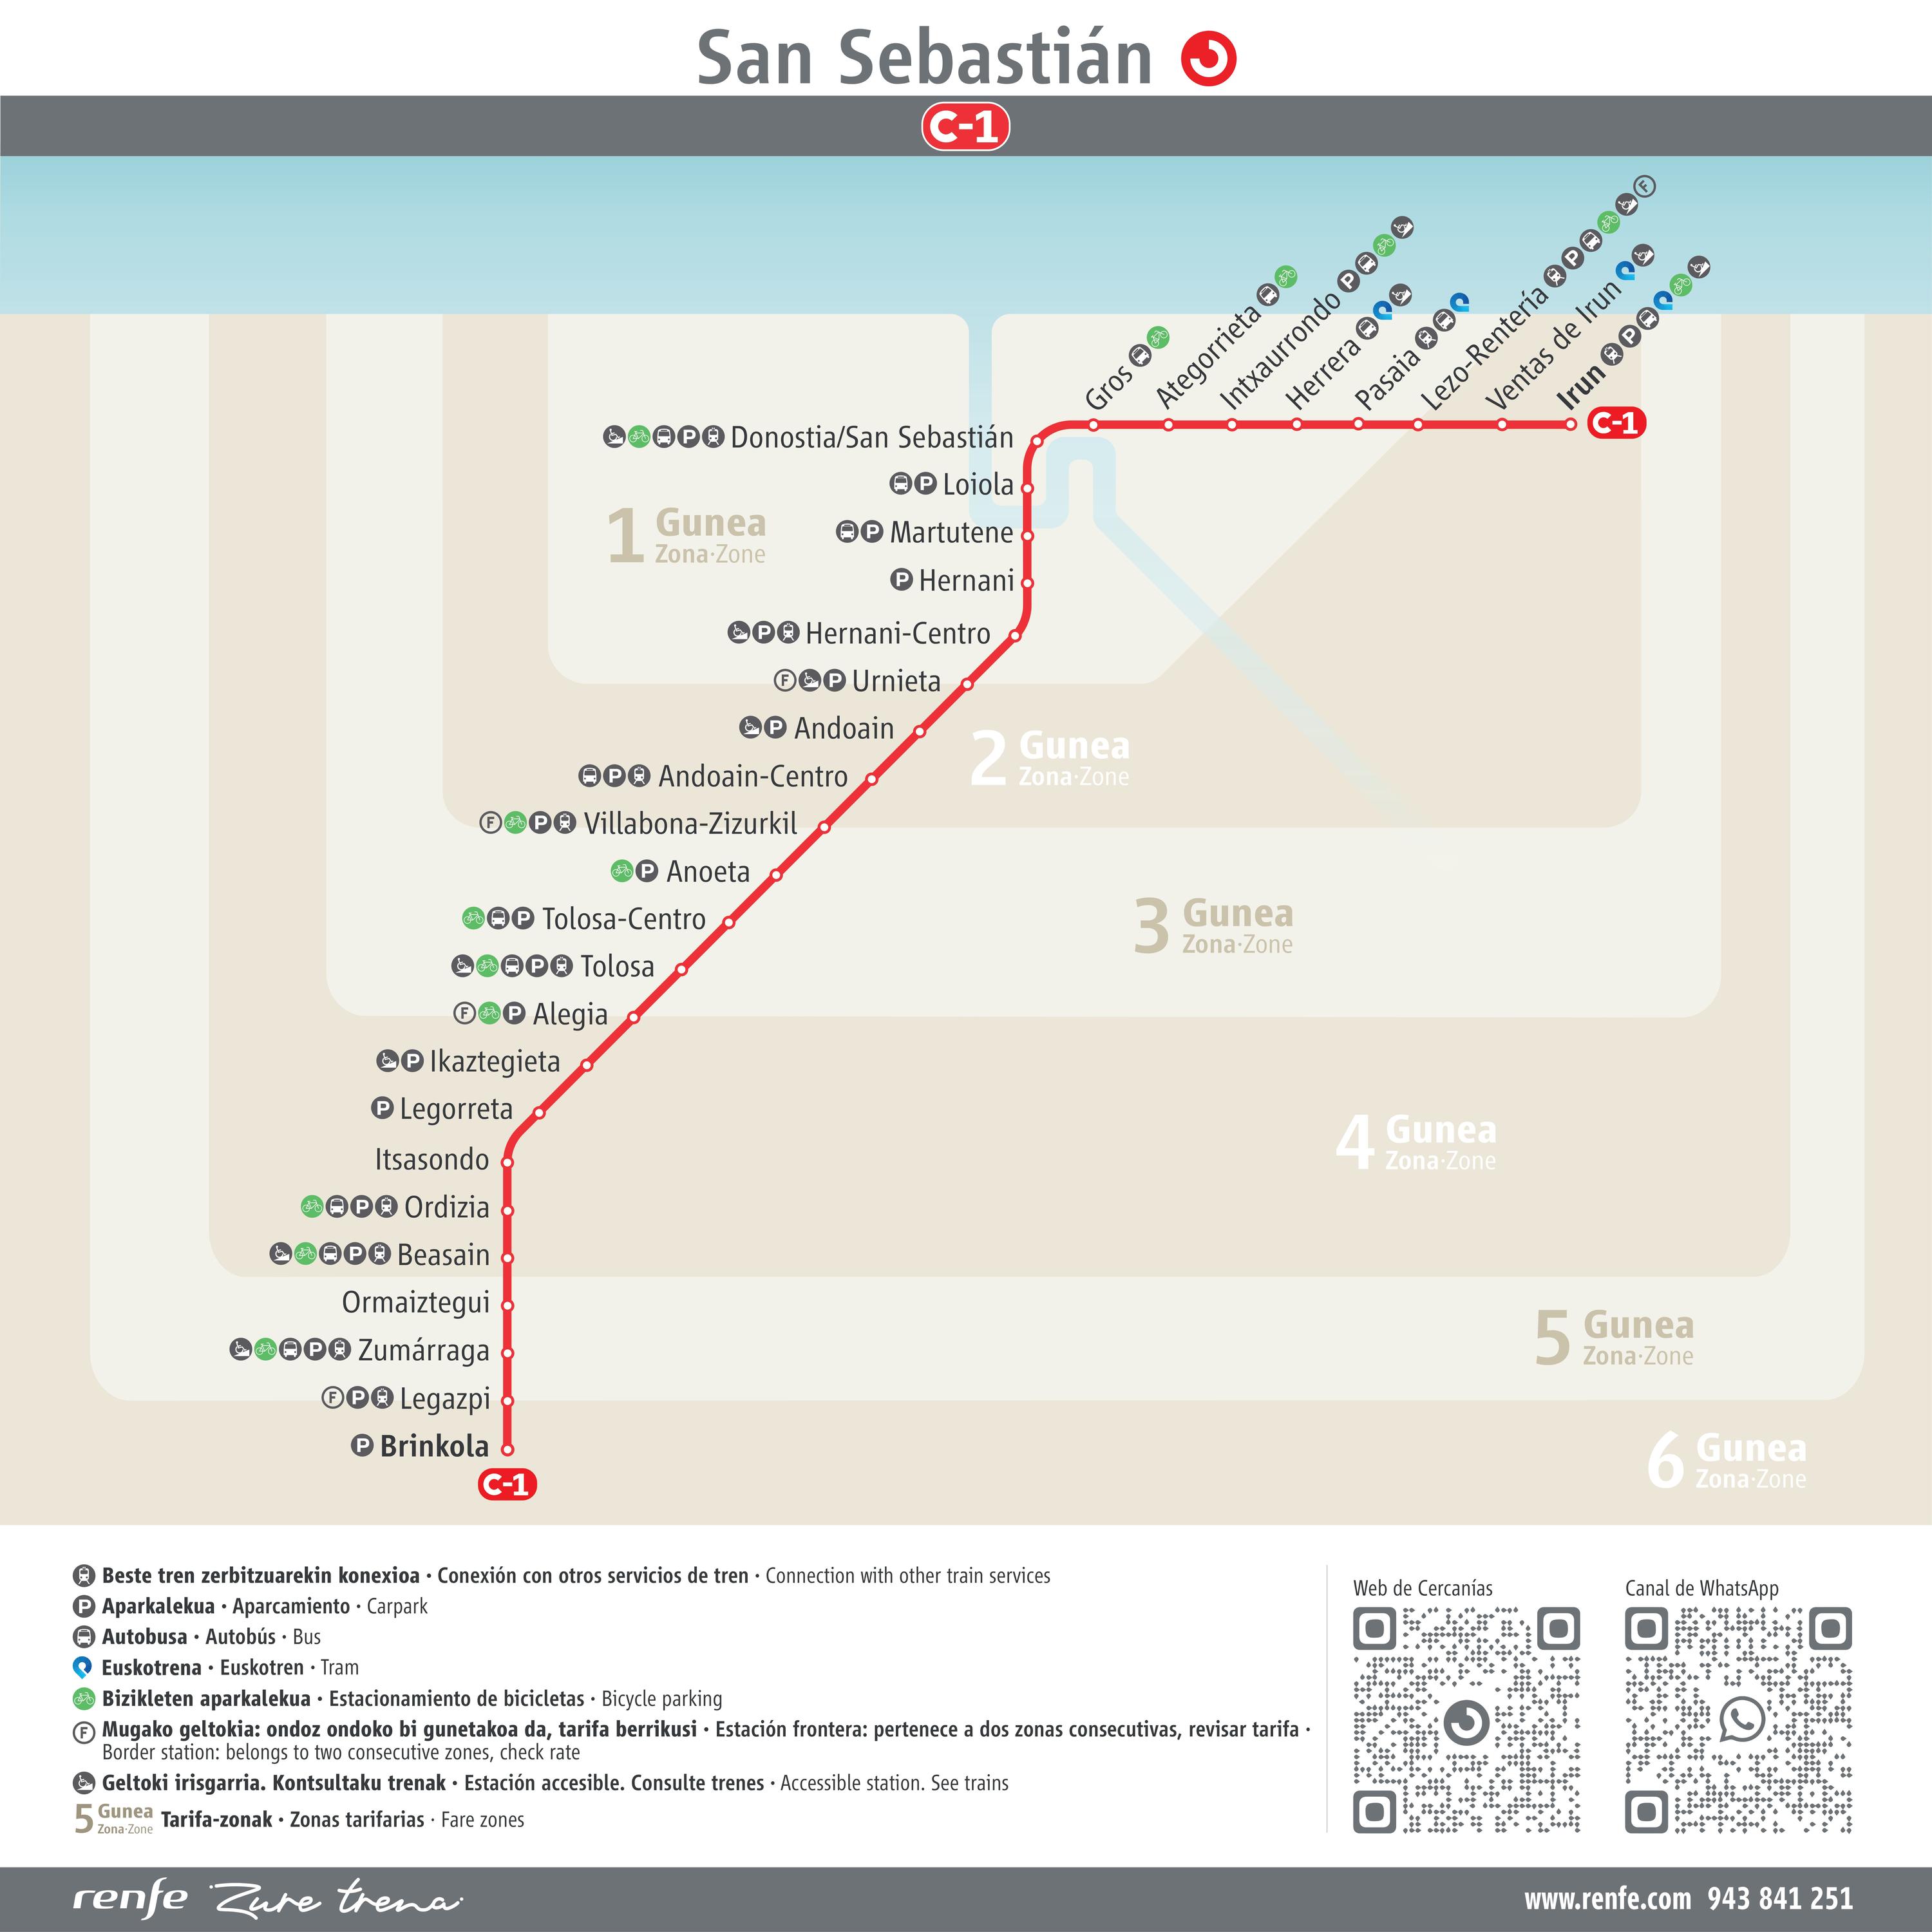 San Sebastián
C-1
Gros
Ategorrieta
Intxaurrondo
Herrera
Pasaia
Lezo-Rentería
Ventas de Irun
Irun
C-1
Donostia/San Sebastián
Loiola
Martutene
Hernani
Hernani-Centro
Urnieta
Andoain
Andoain-Centro
Villabona-Zizurkil
Anoeta
Tolosa-Centro
Tolosa
Alegia
Ikaztegieta
Legorreta
Itsasondo
Ordizia
Beasain
Ormaiztegui
Zumárraga
Legazpi
Brinkola
C-1
1 Gunea
Zona·Zone
2 Gunea
Zona·Zone
3 Gunea
Zona·Zone
4 Gunea
Zona·Zone
5 Gunea
Zona·Zone
6 Gunea
Zona·Zone
Beste tren zerbitzuarekin konexioa · Conexión con otros servicios de tren · Connection with other train services
P Aparkalekua · Aparcamiento · Carpark
Autobusa · Autobús · Bus
Euskotrena · Euskotren · Tram
Bizikleten aparkalekua · Estacionamiento de bicicletas · Bicycle parking
F Mugako geltokia: ondoz ondoko bi gunetakoa da, tarifa berrikusi · Estación frontera: pertenece a dos zonas consecutivas, revisar tarifa ·
Border station: belongs to two consecutive zones, check rate
Geltoki irisgarria. Kontsultaku trenak · Estación accesible. Consulte trenes · Accessible station. See trains
5 Gunea Zona·Zone Tarifa-zonak · Zonas tarifarias · Fare zones
Web de Cercanías
Canal de WhatsApp
renfe Zure trena
www.renfe.com 943 841 251